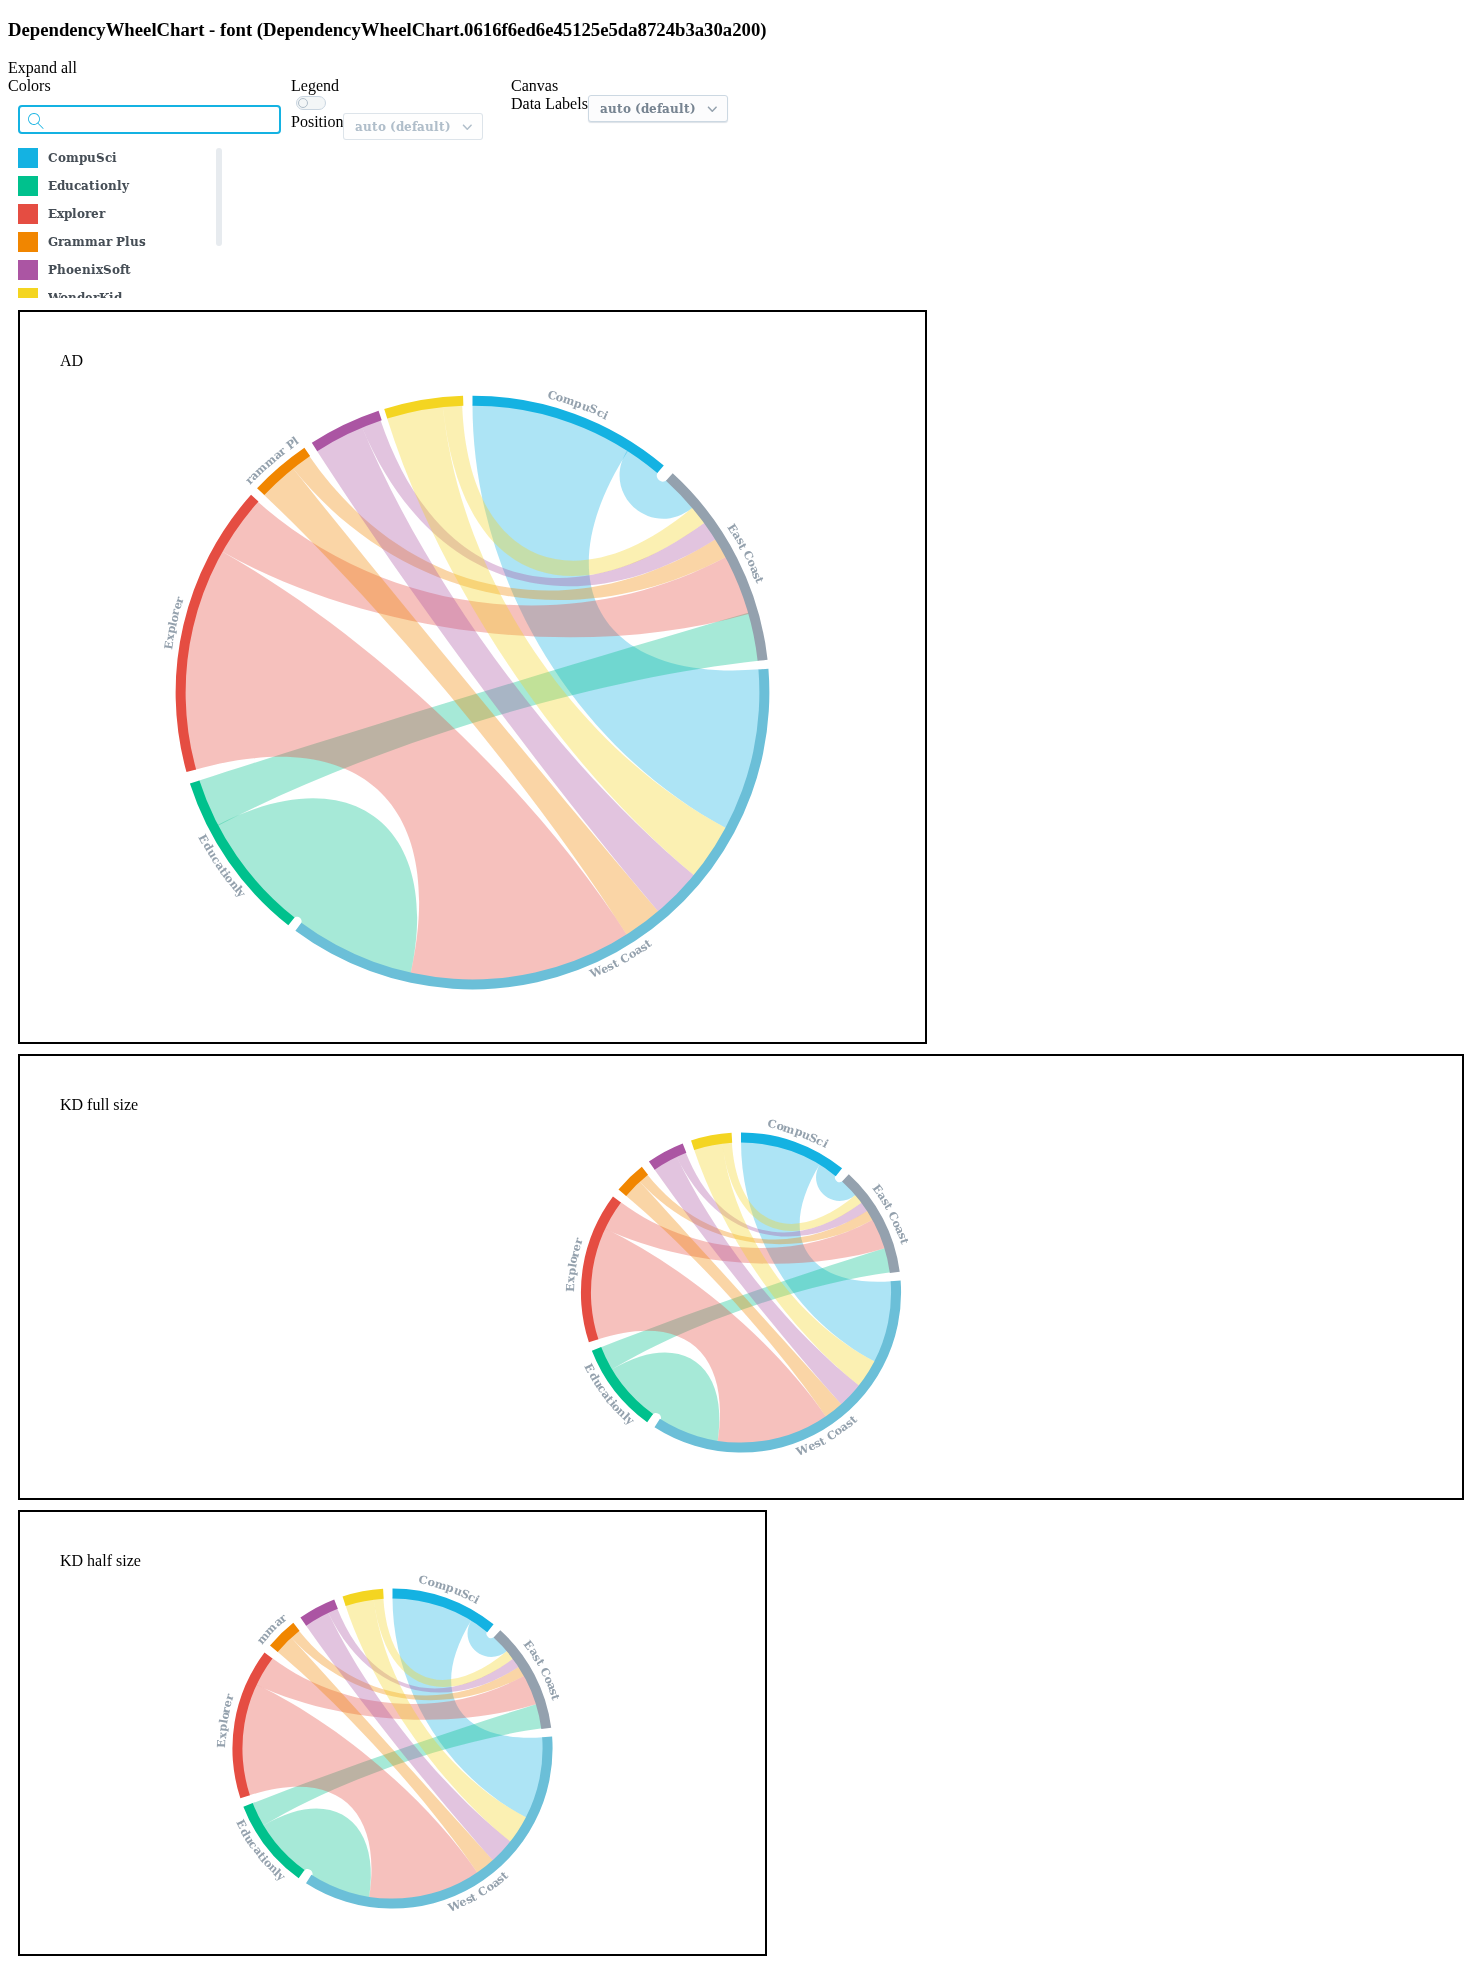 DependencyWheelChart - font (DependencyWheelChart.0616f6ed6e45125e5da8724b3a30a200)
Expand all
Colors
Legend
Canvas
Data Labels auto (default)
Position auto (default)
CompuSci
Educationly
Explorer
Grammar Plus
PhoenixSoft
WonderKid
AD
CompuSci
rammar Pl
East Coast
Explorer
Educationly
West Coast
KD full size
CompuSci
East Coast
Explorer
Educationly
West Coast
KD half size
CompuSci
mmar
East Coast
Explorer
Educationly
West Coast